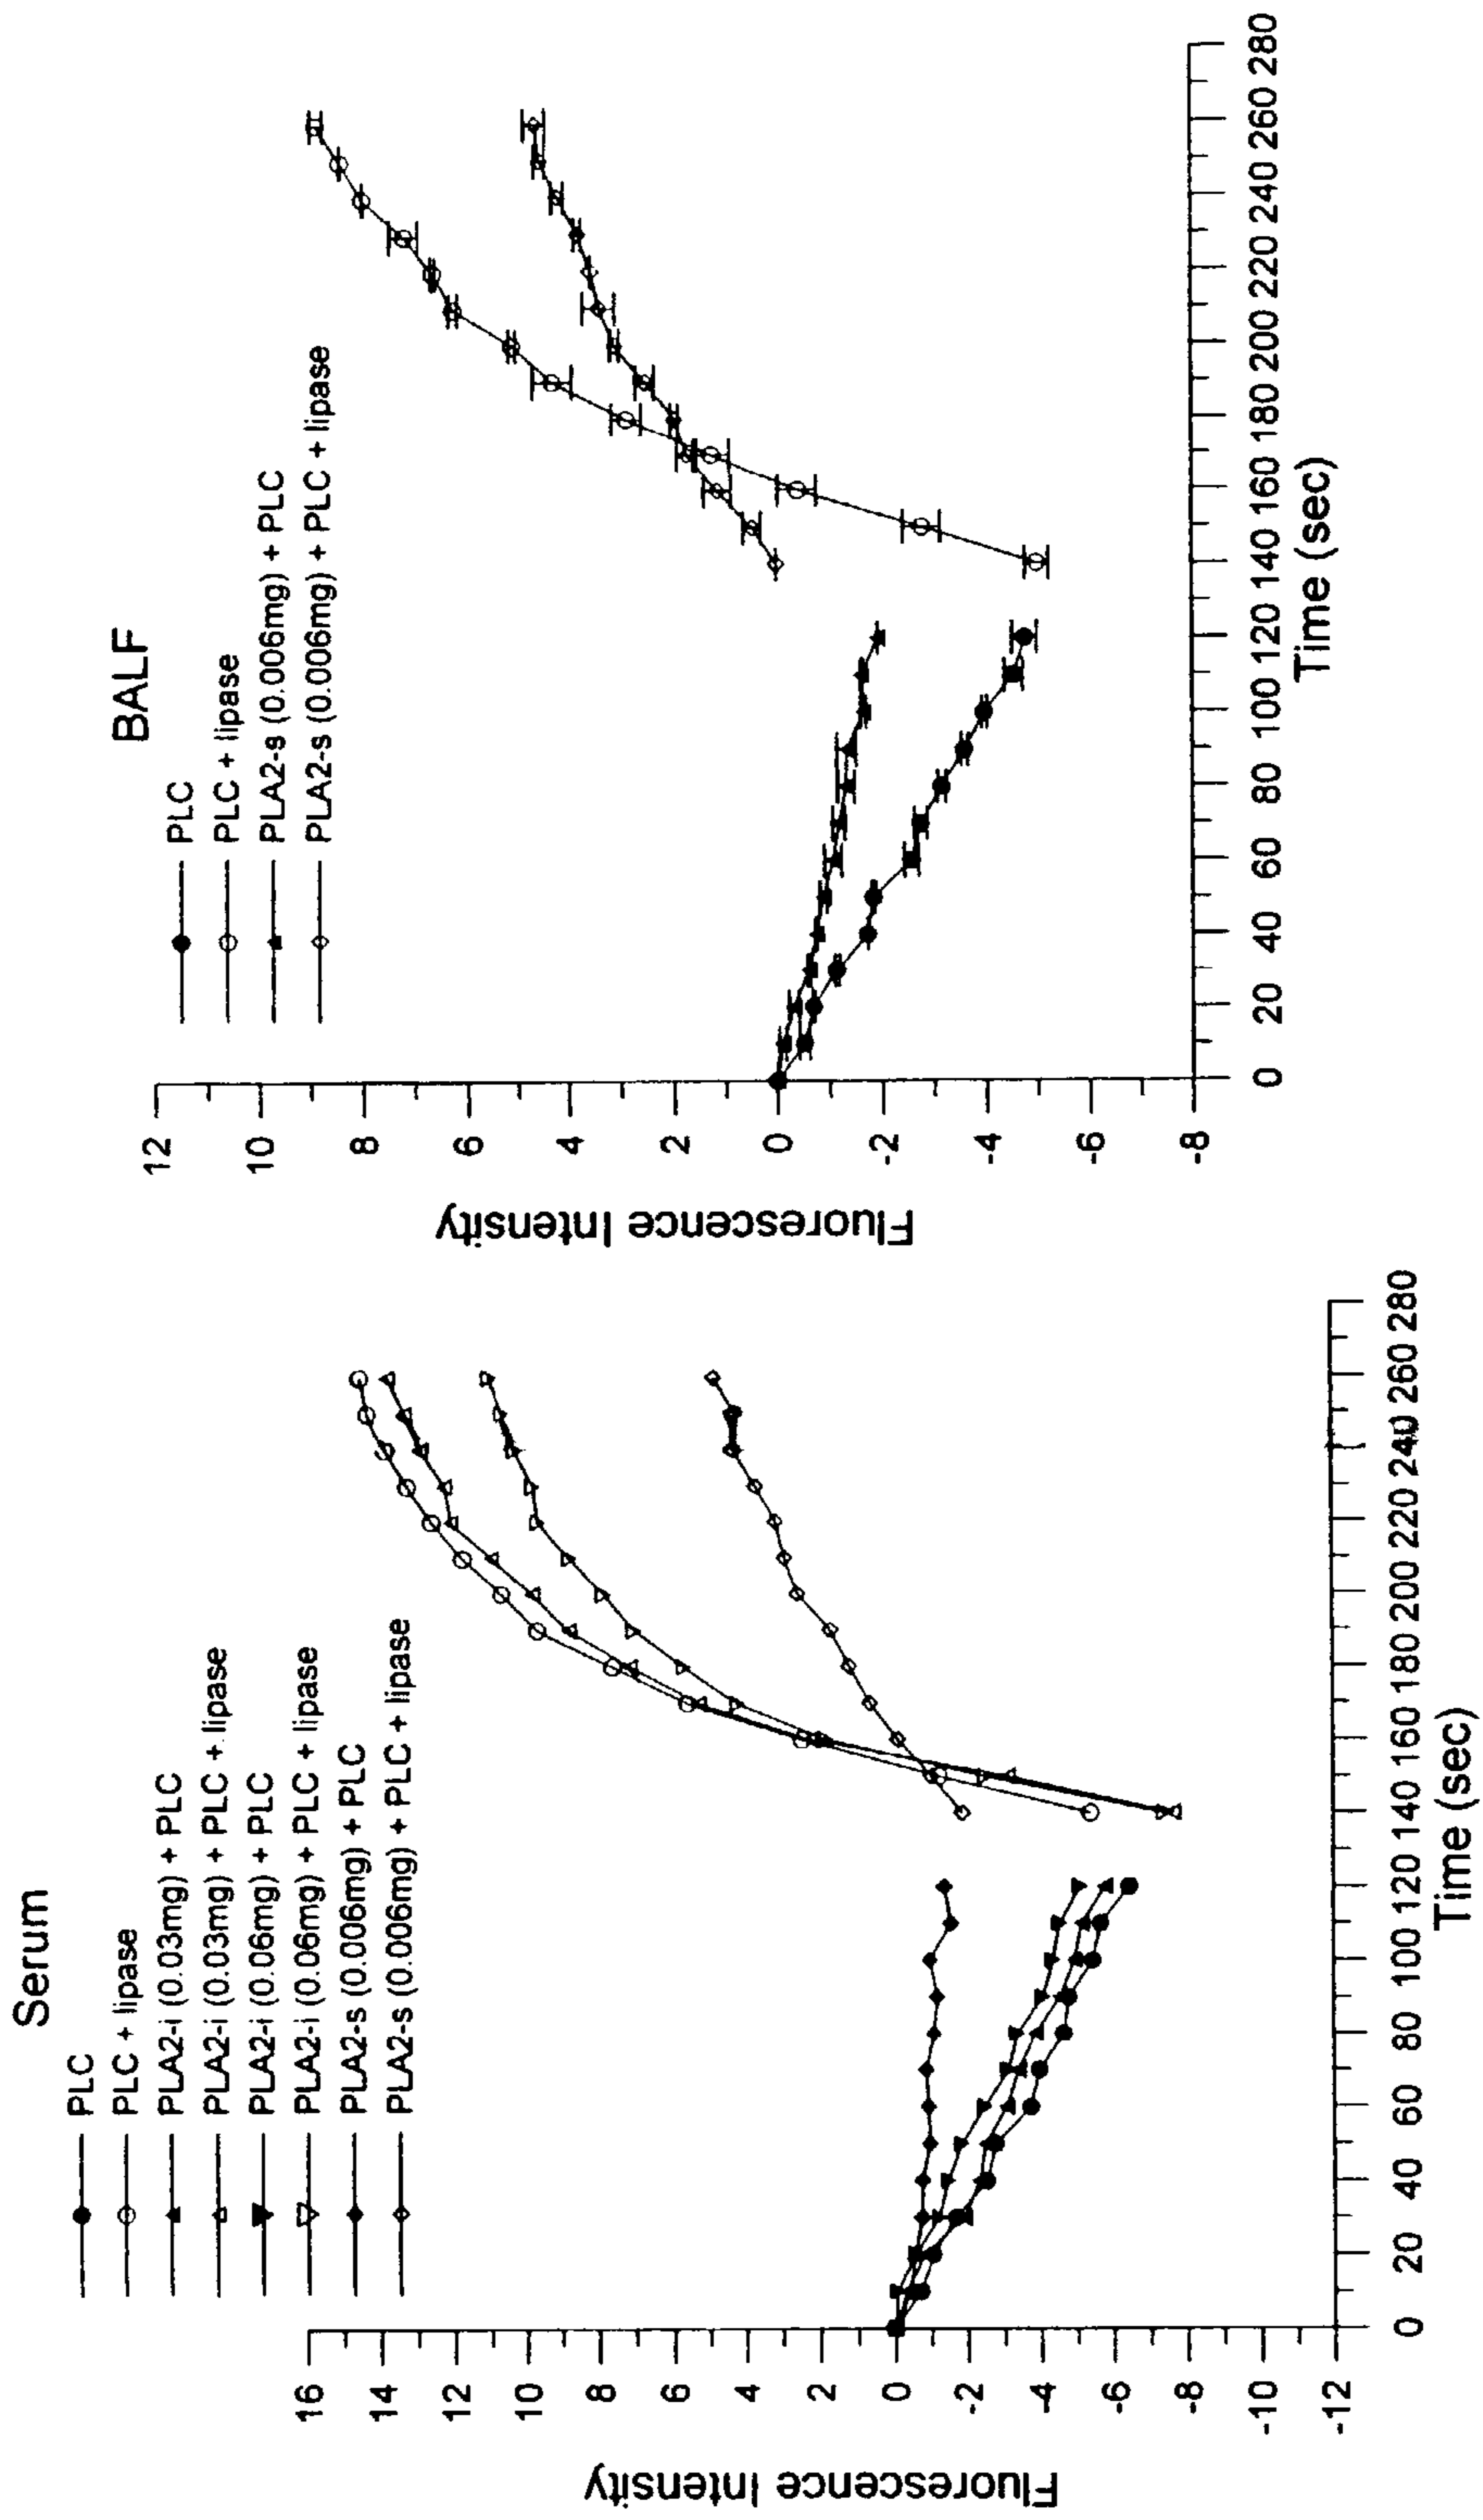 Serum
PLC
PLC + lipase
PLA2-i (0.03mg) + PLC
PLA2-i (0.03mg) + PLC + lipase
PLA2-i (0.06mg) + PLC
PLA2-i (0.06mg) + PLC + lipase
PLA2-s (0.006mg) + PLC
PLA2-s (0.006mg) + PLC + lipase
Fluorescence Intensity
16
14
12
10
8
6
4
2
0
-2
-4
-6
-8
-10
-12
0 20 40 60 80 100 120 140 160 180 200 220 240 260 280
Time (sec)
BALF
PLC
PLC + lipase
PLA2-s (0.006mg) + PLC
PLA2-s (0.006mg) + PLC + lipase
Fluorescence Intensity
12
10
8
6
4
2
0
-2
-4
-6
-8
0 20 40 60 80 100 120 140 160 180 200 220 240 260 280
Time (sec)